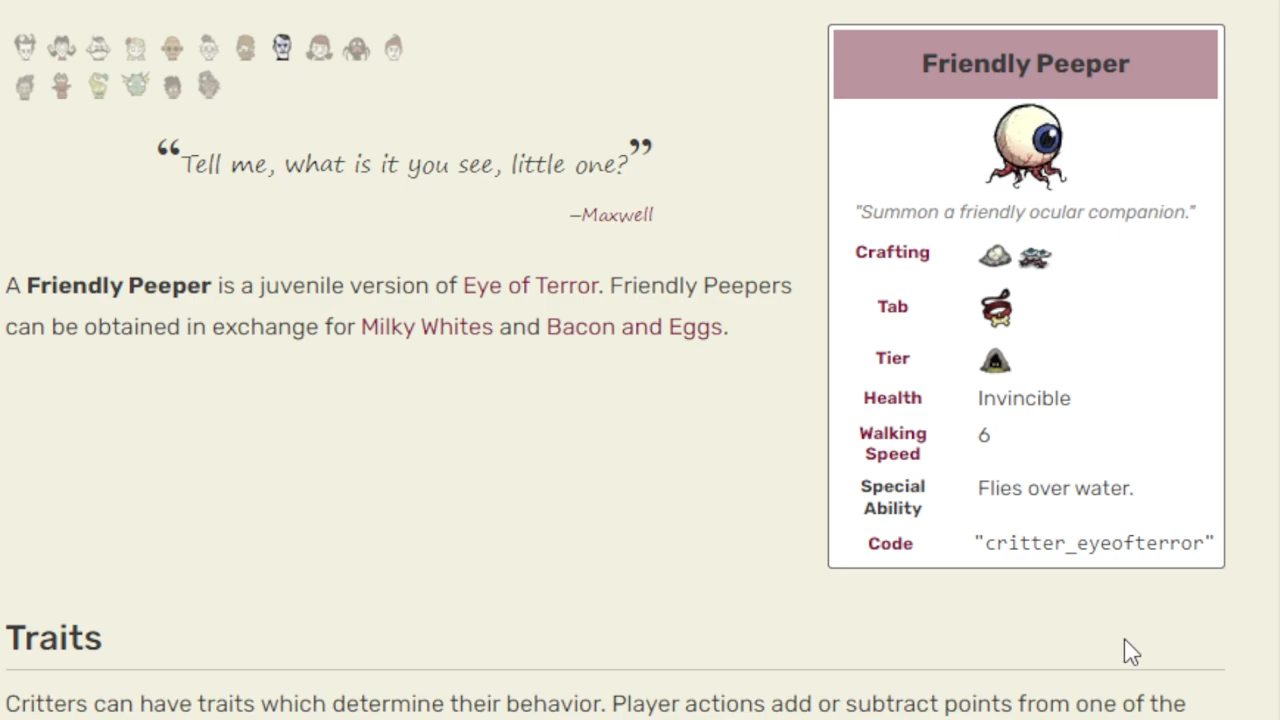 “Tell me, what is it you see, little one?”
–Maxwell
A Friendly Peeper is a juvenile version of Eye of Terror. Friendly Peepers
can be obtained in exchange for Milky Whites and Bacon and Eggs.
Friendly Peeper
"Summon a friendly ocular companion."
Crafting
Tab
Tier
Health Invincible
Walking Speed 6
Special Ability Flies over water.
Code "critter_eyeofterror"
Traits
Critters can have traits which determine their behavior. Player actions add or subtract points from one of the